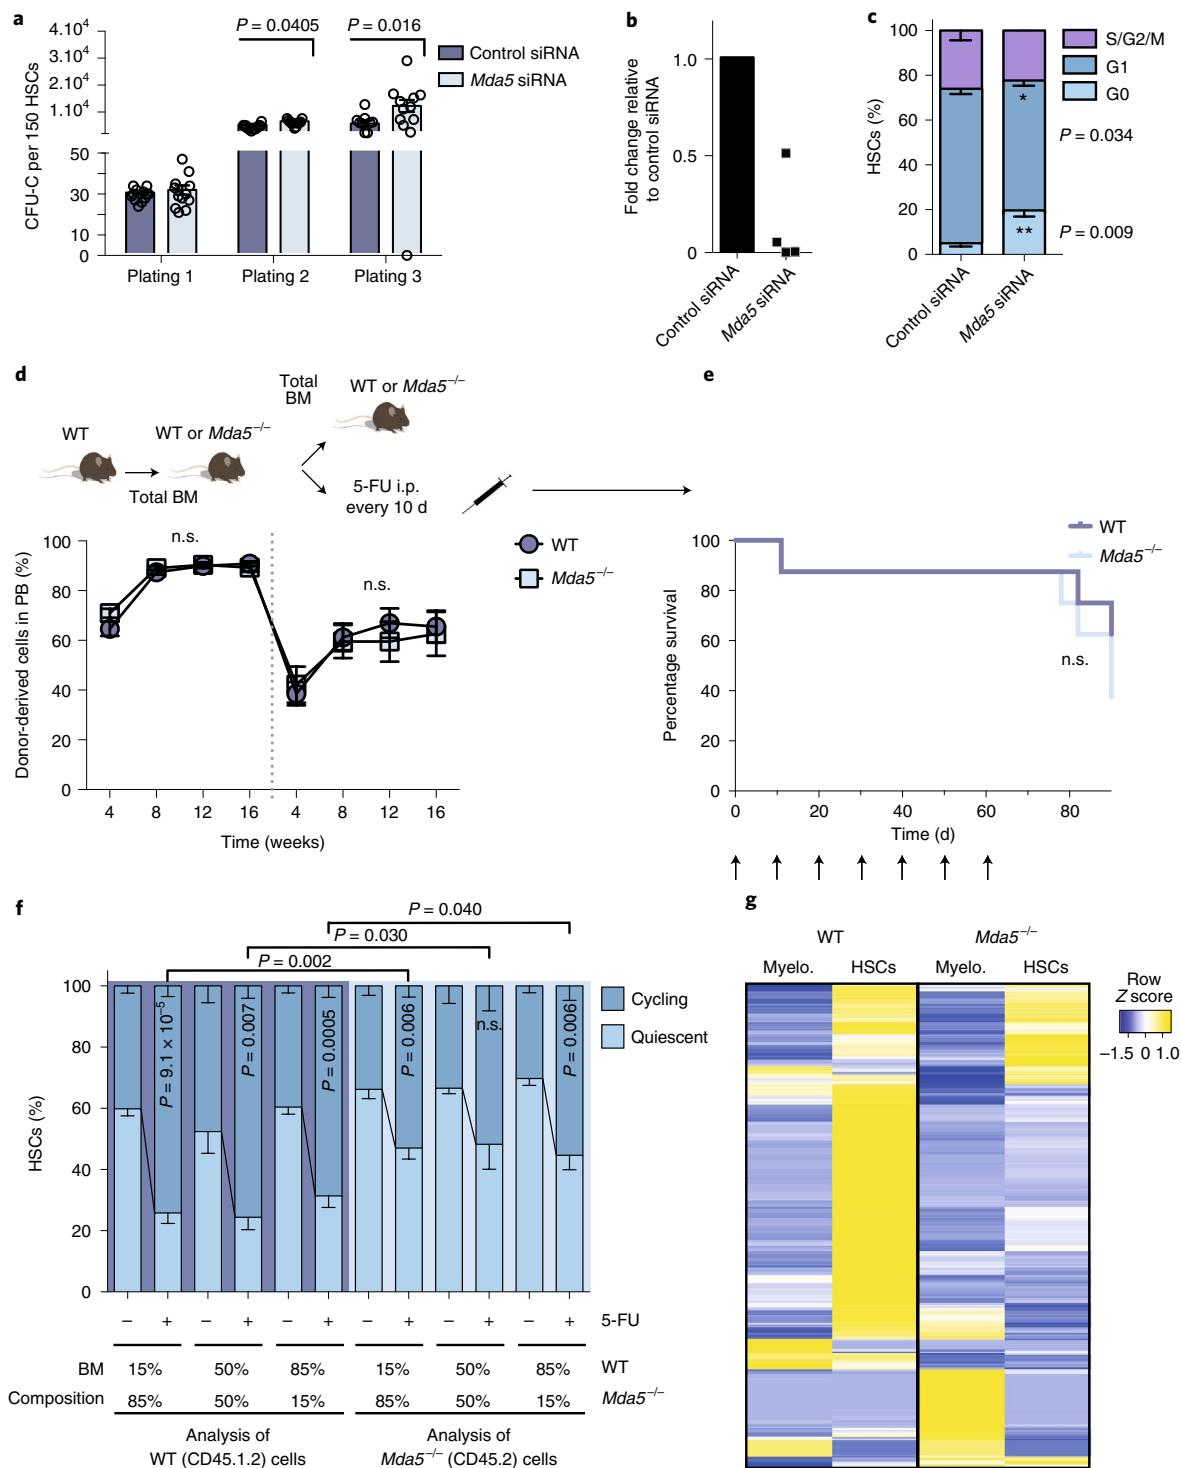 a
CFU-C per 150 HSCs
4.10⁴
3.10⁴
2.10⁴
1.10⁴
50
30
10
0
P = 0.0405
P = 0.016
Control siRNA
Mda5 siRNA
Plating 1
Plating 2
Plating 3
b
Fold change relative
to control siRNA
1.0
0.5
0
Control siRNA
Mda5 siRNA
c
HSCs (%)
100
80
60
40
20
0
*
**
S/G2/M
G1
G0
P = 0.034
P = 0.009
Control siRNA
Mda5 siRNA
d
WT
WT or Mda5⁻/⁻
Total BM
Total
BM
WT or Mda5⁻/⁻
5-FU i.p.
every 10 d
Donor-derived cells in PB (%)
100
80
60
40
20
0
n.s.
n.s.
WT
Mda5⁻/⁻
4
8
12
16
4
8
12
16
Time (weeks)
e
Percentage survival
100
80
60
40
20
0
WT
Mda5⁻/⁻
n.s.
0
20
40
60
80
Time (d)
f
P = 0.040
P = 0.030
P = 0.002
HSCs (%)
100
80
60
40
20
0
P = 9.1 × 10⁻⁵
P = 0.007
P = 0.0005
P = 0.006
n.s.
P = 0.006
Cycling
Quiescent
– + – + – + – + – + – + 5-FU
BM 15% 50% 85% 15% 50% 85% WT
Composition 85% 50% 15% 85% 50% 15% Mda5⁻/⁻
Analysis of
WT (CD45.1.2) cells
Analysis of
Mda5⁻/⁻ (CD45.2) cells
g
WT
Mda5⁻/⁻
Myelo. HSCs Myelo. HSCs
Row
Z score
–1.5 0 1.0